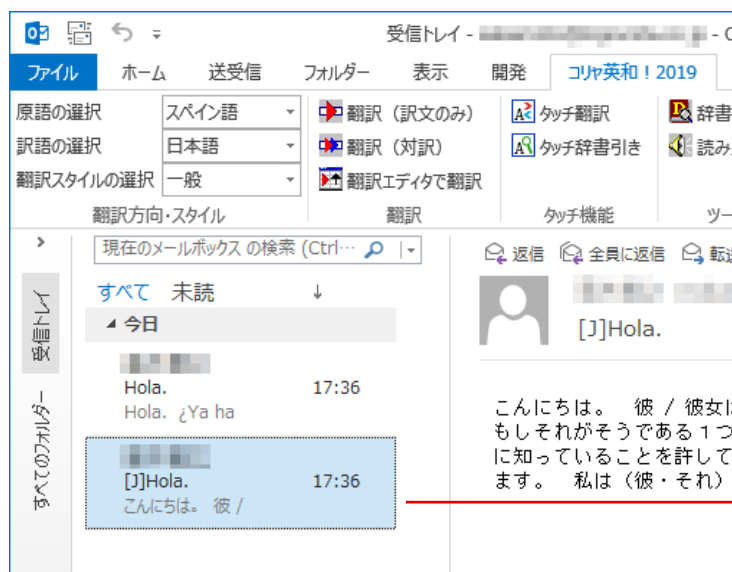 受信トレイ -
ファイル ホーム 送受信 フォルダー 表示 開発 コリャ英和！2019
原語の選択 スペイン語 翻訳（訳文のみ） タッチ翻訳 辞書
訳語の選択 日本語 翻訳（対訳） タッチ辞書引き 読み
翻訳スタイルの選択 一般 翻訳エディタで翻訳
翻訳方向・スタイル 翻訳 タッチ機能 ツー
現在のメールボックス の検索 (Ctrl… 返信 全員に返信 転送
すべて 未読 ↓
受信トレイ
すべてのフォルダー
今日
Hola. 17:36
Hola. ¿Ya ha
[J]Hola. 17:36
こんにちは。 彼 /
[J]Hola.
こんにちは。 彼 / 彼女は
もしそれがそうである１つ
に知っていることを許して
ます。 私は（彼・それ）